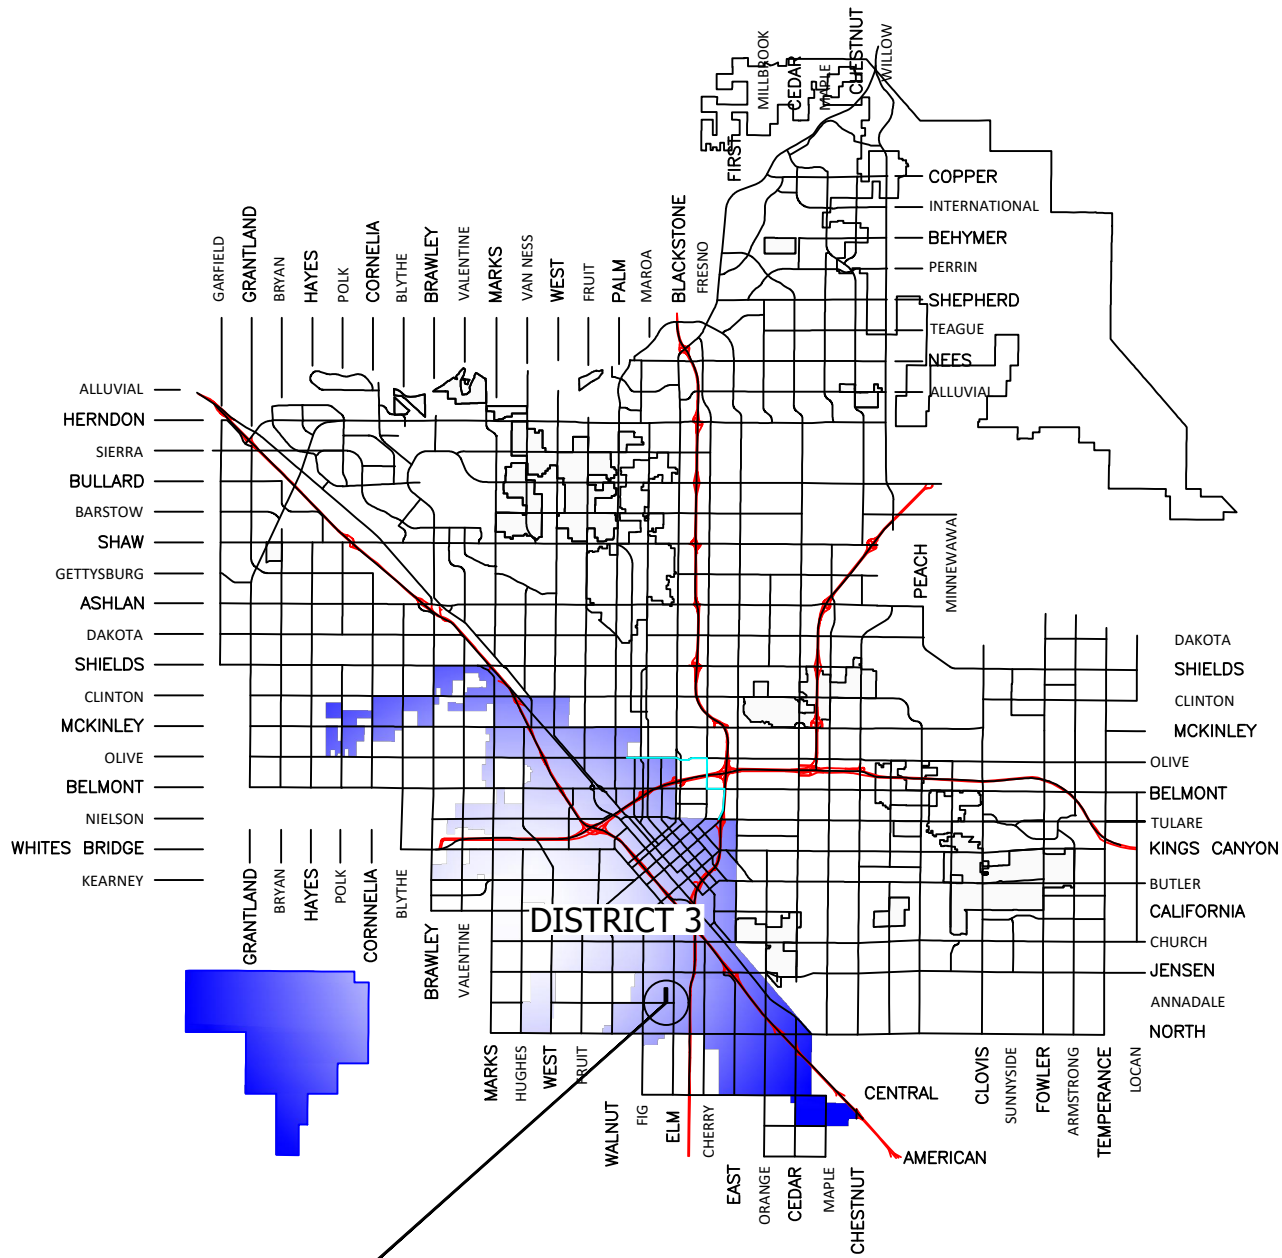 MILLBROOK
CEDAR
MAPLE
CHESTNUT
WILLOW
FIRST
COPPER
INTERNATIONAL
BEHYMER
PERRIN
SHEPHERD
TEAGUE
NEES
ALLUVIAL
GARFIELD
GRANTLAND
BRYAN
HAYES
POLK
CORNELIA
BLYTHE
BRAWLEY
VALENTINE
MARKS
VAN NESS
WEST
FRUIT
PALM
MAROA
BLACKSTONE
FRESNO
ALLUVIAL
HERNDON
SIERRA
BULLARD
BARSTOW
SHAW
GETTYSBURG
ASHLAN
DAKOTA
SHIELDS
CLINTON
MCKINLEY
OLIVE
BELMONT
NIELSON
WHITES BRIDGE
KEARNEY
PEACH
MINNEWAWA
DAKOTA
SHIELDS
CLINTON
MCKINLEY
OLIVE
BELMONT
TULARE
KINGS CANYON
BUTLER
CALIFORNIA
CHURCH
JENSEN
ANNADALE
NORTH
GRANTLAND
BRYAN
HAYES
POLK
CORNELIA
BLYTHE
BRAWLEY
VALENTINE
DISTRICT 3
MARKS
HUGHES
WEST
FRUIT
WALNUT
FIG
ELM
CHERRY
EAST
ORANGE
CEDAR
MAPLE
CHESTNUT
CENTRAL
AMERICAN
CLOVIS
SUNNYSIDE
FOWLER
ARMSTRONG
TEMPERANCE
LOCAN